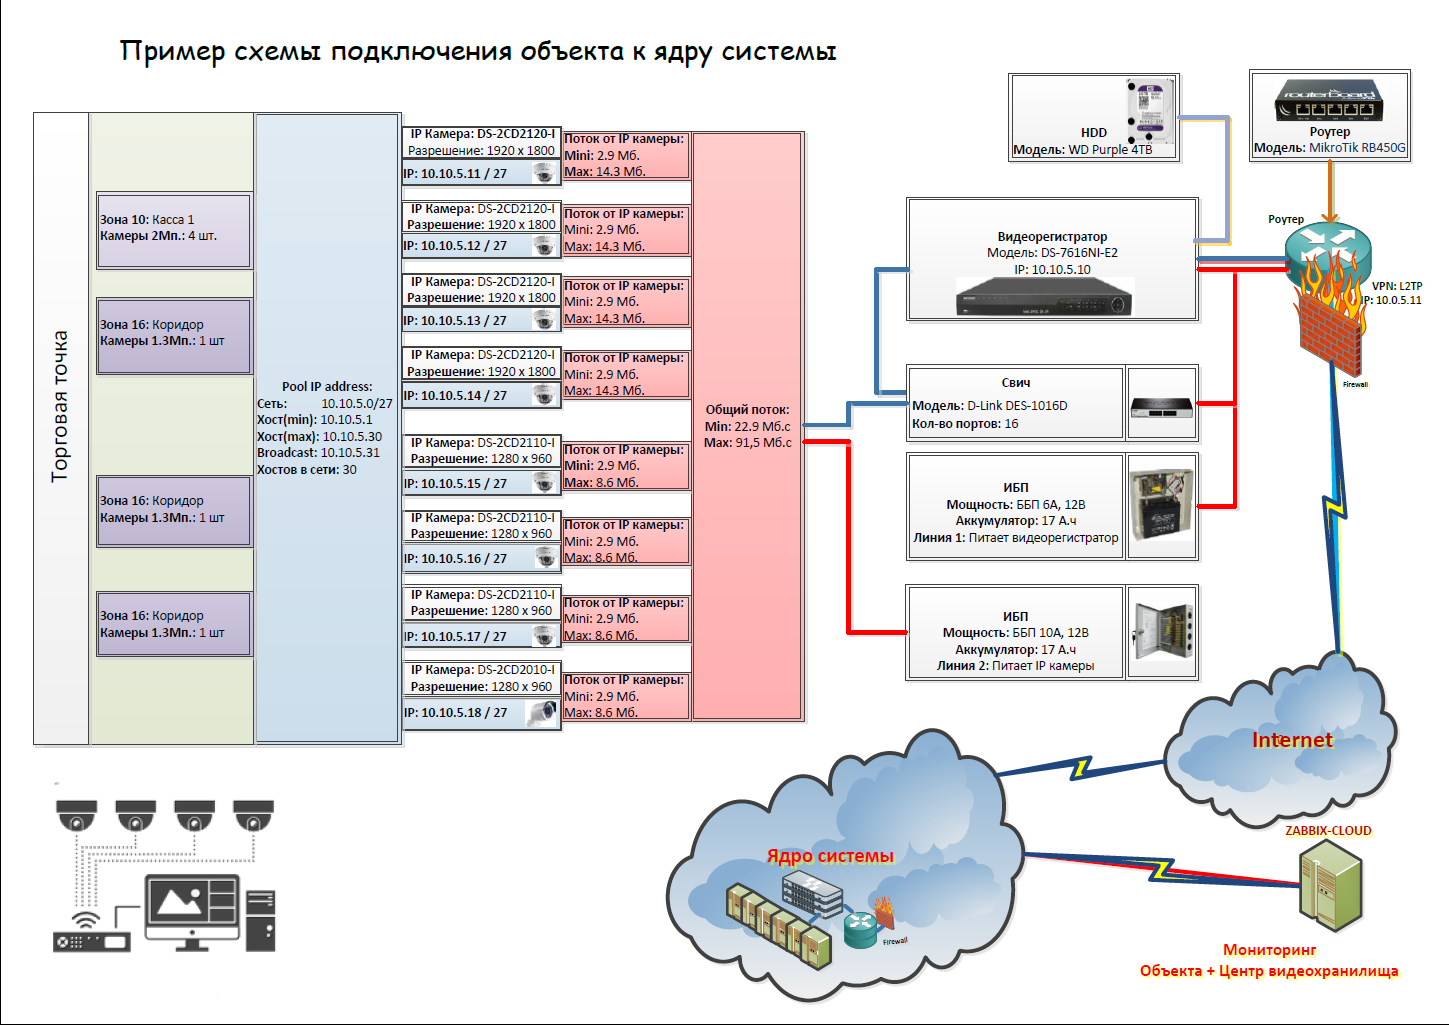 Пример схемы подключения объекта к ядру системы
Торговая точка
Зона 10: Касса 1
Камеры 2Мп.: 4 шт.
Зона 16: Коридор
Камеры 1.3Мп.: 1 шт
Зона 16: Коридор
Камеры 1.3Мп.: 1 шт
Зона 16: Коридор
Камеры 1.3Мп.: 1 шт
Pool IP address:
Сеть: 10.10.5.0/27
Хост(min): 10.10.5.1
Хост(max): 10.10.5.30
Broadcast: 10.10.5.31
Хостов в сети: 30
IP Камера: DS-2CD2120-I
Разрешение: 1920 x 1800
IP: 10.10.5.11 / 27
Поток от IP камеры:
Mini: 2.9 Мб.
Max: 14.3 Мб.
IP Камера: DS-2CD2120-I
Разрешение: 1920 x 1800
IP: 10.10.5.12 / 27
Поток от IP камеры:
Mini: 2.9 Мб.
Max: 14.3 Мб.
IP Камера: DS-2CD2120-I
Разрешение: 1920 x 1800
IP: 10.10.5.13 / 27
Поток от IP камеры:
Mini: 2.9 Мб.
Max: 14.3 Мб.
IP Камера: DS-2CD2120-I
Разрешение: 1920 x 1800
IP: 10.10.5.14 / 27
Поток от IP камеры:
Mini: 2.9 Мб.
Max: 14.3 Мб.
IP Камера: DS-2CD2110-I
Разрешение: 1280 x 960
IP: 10.10.5.15 / 27
Поток от IP камеры:
Mini: 2.9 Мб.
Max: 8.6 Мб.
IP Камера: DS-2CD2110-I
Разрешение: 1280 x 960
IP: 10.10.5.16 / 27
Поток от IP камеры:
Mini: 2.9 Мб.
Max: 8.6 Мб.
IP Камера: DS-2CD2110-I
Разрешение: 1280 x 960
IP: 10.10.5.17 / 27
Поток от IP камеры:
Mini: 2.9 Мб.
Max: 8.6 Мб.
IP Камера: DS-2CD2010-I
Разрешение: 1280 x 960
IP: 10.10.5.18 / 27
Поток от IP камеры:
Mini: 2.9 Мб.
Max: 8.6 Мб.
Общий поток:
Min: 22.9 Мб.с
Max: 91,5 Мб.с
HDD
Модель: WD Purple 4TB
routerboard
Роутер
Модель: MikroTik RB450G
Видеорегистратор
Модель: DS-7616NI-E2
IP: 10.10.5.10
Роутер
VPN: L2TP
IP: 10.0.5.11
Firewall
Свич
Модель: D-Link DES-1016D
Кол-во портов: 16
ИБП
Мощность: ББП 6А, 12В
Аккумулятор: 17 А.ч
Линия 1: Питает видеорегистратор
ИБП
Мощность: ББП 10А, 12В
Аккумулятор: 17 А.ч
Линия 2: Питает IP камеры
Internet
Ядро системы
Firewall
ZABBIX-CLOUD
Мониторинг
Объекта + Центр видеохранилища